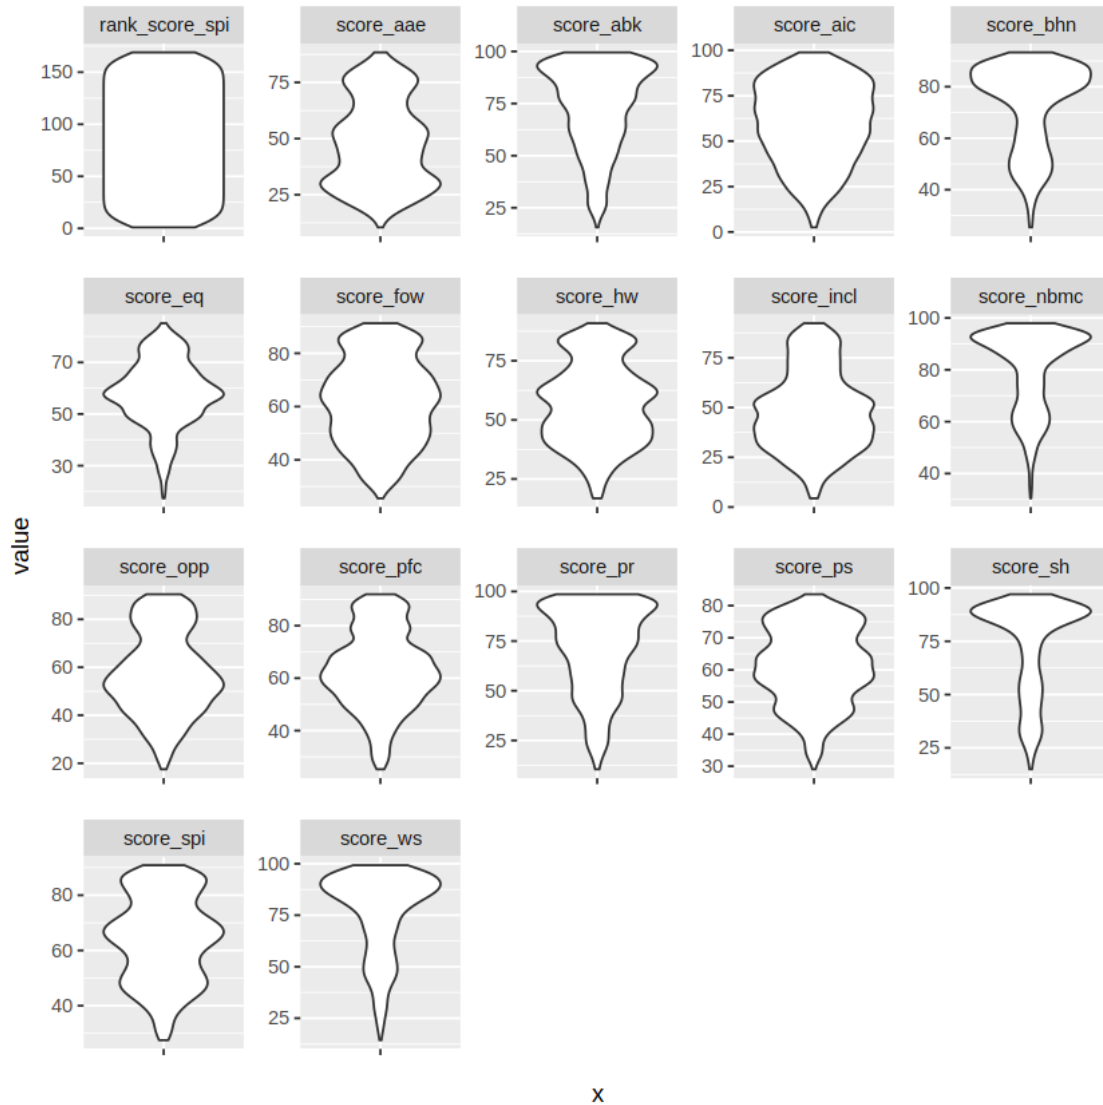 rank_score_spi score_aae score_abk score_aic score_bhn
150 100 50 0
75 50 25
100 75 50 25
100 75 50 25 0
80 60 40
score_eq score_fow score_hw score_incl score_nbmc
70 50 30
80 60 40
75 50 25
75 50 25 0
100 80 60 40
value
score_opp score_pfc score_pr score_ps score_sh
80 60 40 20
80 60 40
100 75 50 25
80 70 60 50 40 30
100 75 50 25
score_spi score_ws
80 60 40
100 75 50 25
x